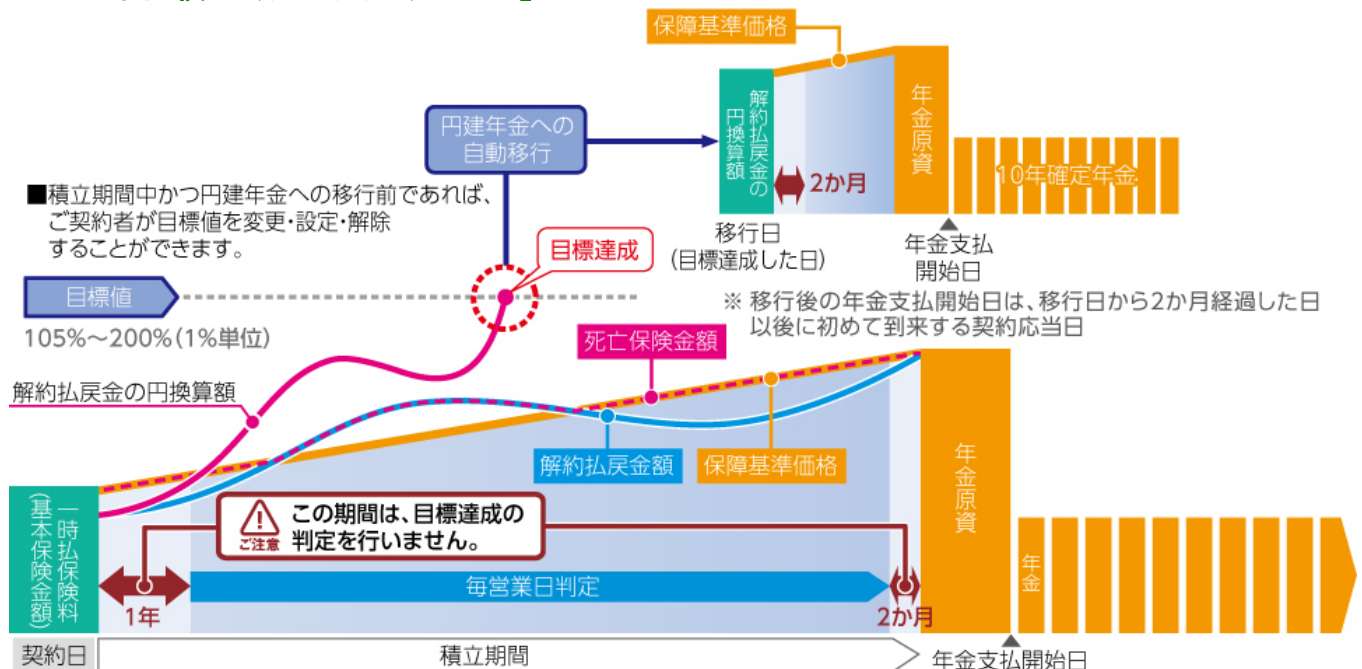 保障基準価格
解約払戻金の
円換算額
年金原資
円建年金への
自動移行
2か月
10年確定年金
■積立期間中かつ円建年金への移行前であれば、
ご契約者が目標値を変更・設定・解除
することができます。
移行日
(目標達成した日)
年金支払
開始日
目標達成
目標値
105%～200%(1%単位)
※ 移行後の年金支払開始日は、移行日から2か月経過した日
以後に初めて到来する契約応当日
死亡保険金額
解約払戻金の円換算額
解約払戻金額
保障基準価格
年金原資
一時払保険料
(基本保険金額)
ご注意
この期間は、目標達成の
判定を行いません。
年金
毎営業日判定
1年
2か月
契約日
積立期間
年金支払開始日